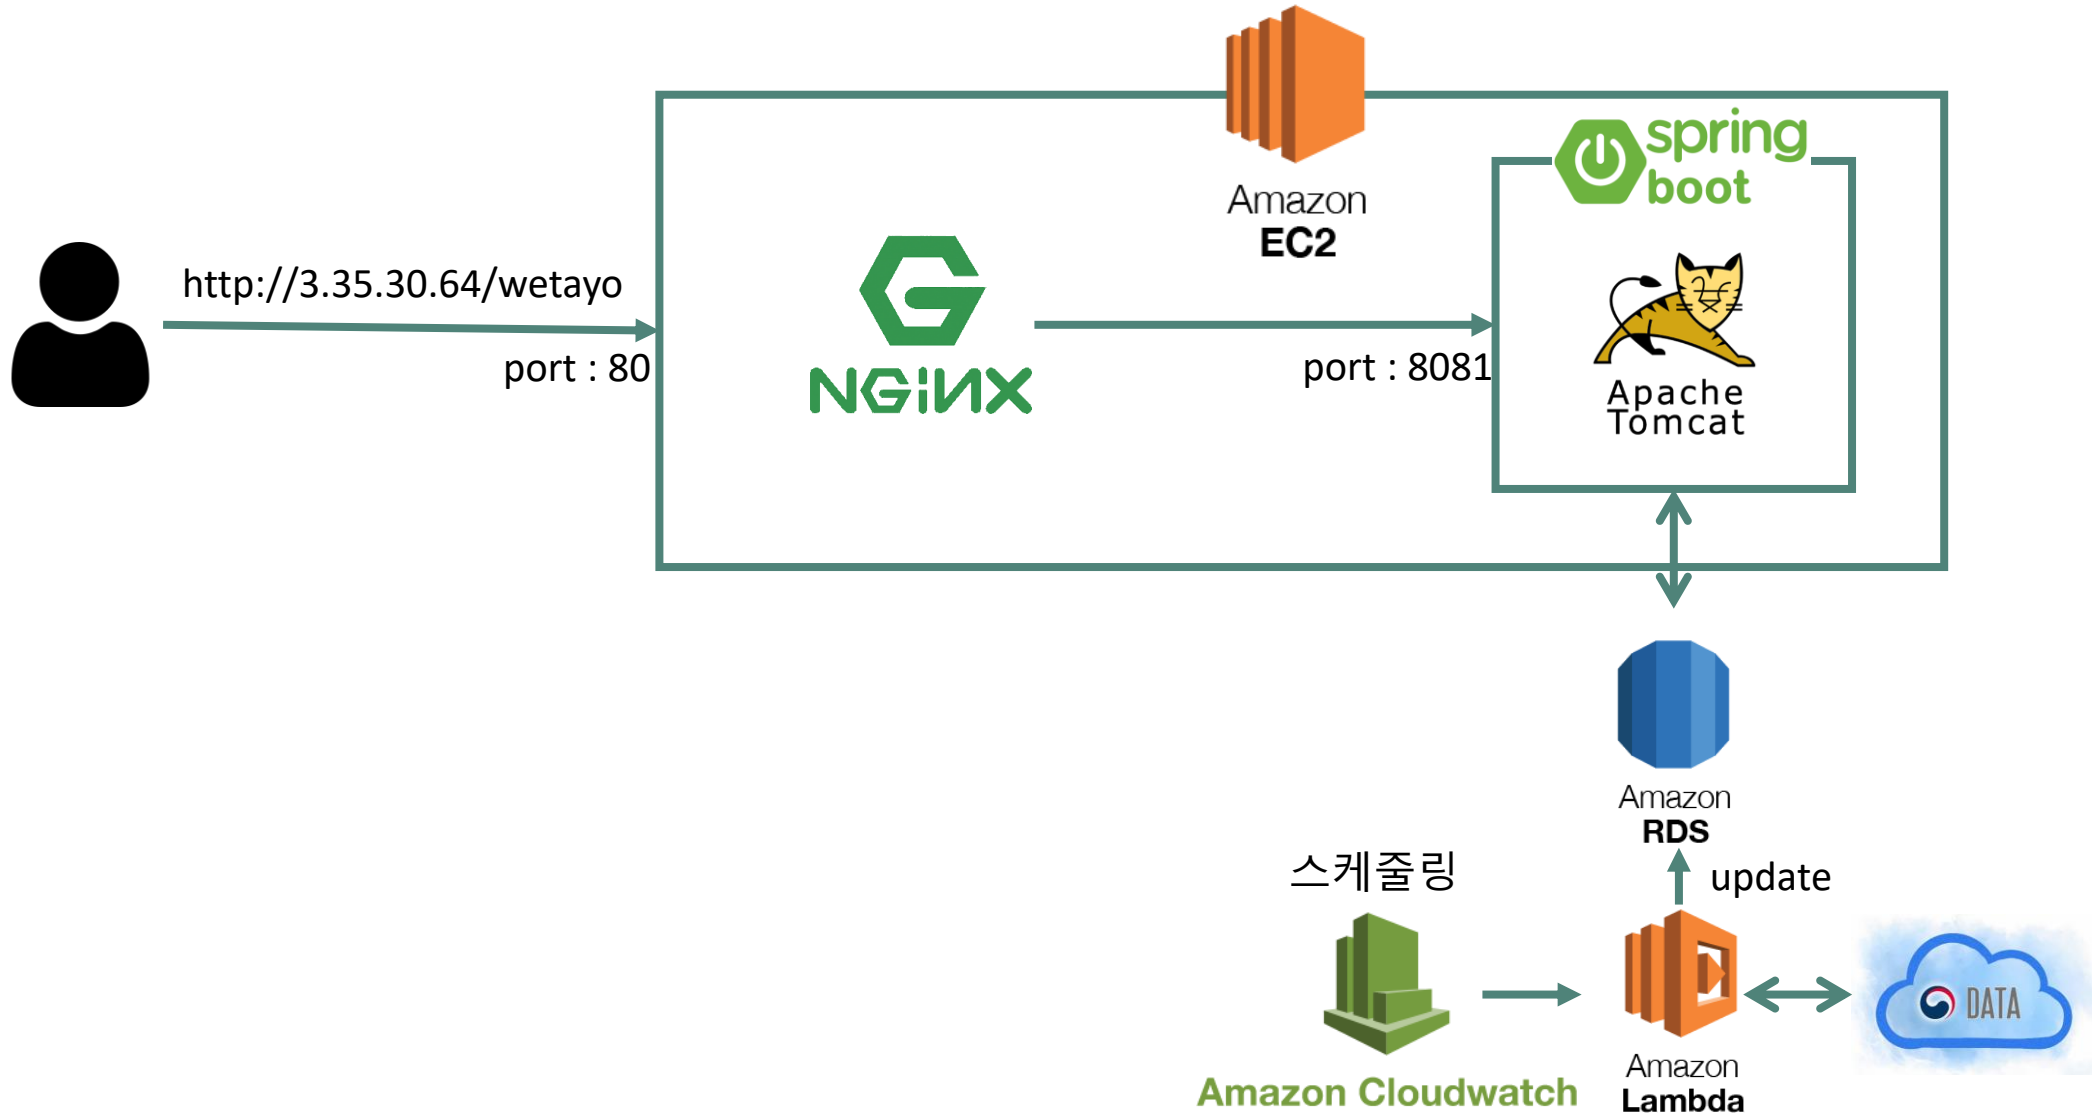 Amazon
EC2
spring
boot
http://3.35.30.64/wetayo
port : 80
NGiNX
port : 8081
Apache
Tomcat
Amazon
RDS
스케줄링
update
DATA
Amazon Cloudwatch
Amazon
Lambda